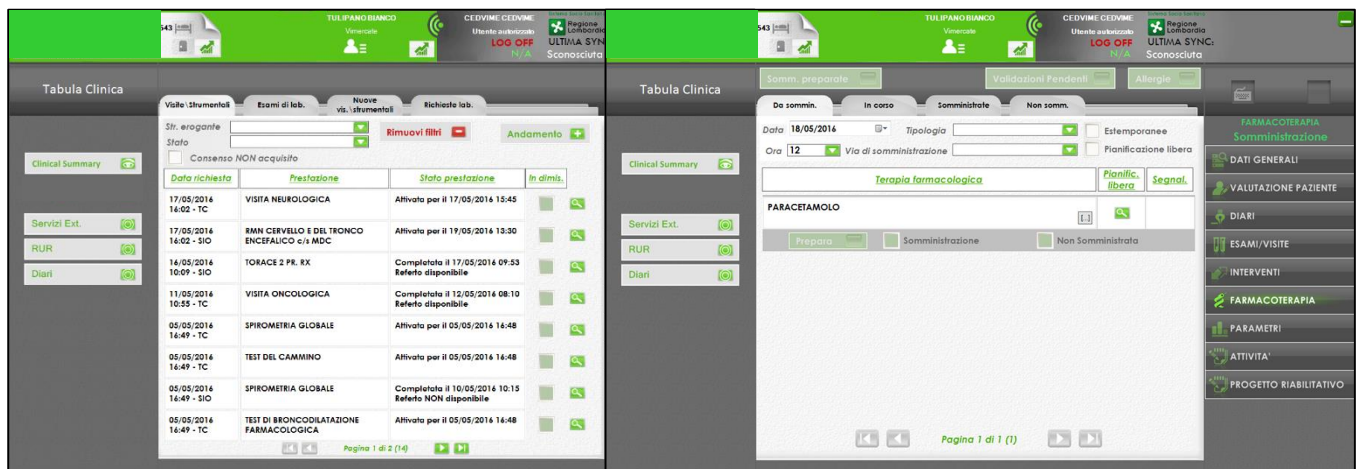 543
TULIPANO BIANCO
Vimercate
CEDVIME CEDVIME
Utente autorizzato
LOG OFF
N/A
Regione
Lombardia
ULTIMA SYN
Sconosciuta
Tabula Clinica
Clinical Summary
Servizi Ext.
RUR
Diari
Visite\Strumentali
Esami di lab.
Nuove
vis.\strumentali
Richieste lab.
Str. erogante
Stato
Rimuovi filtri
Andamento
Consenso NON acquisito
Data richiesta Prestazione Stato prestazione In dimis.
17/05/2016 VISITA NEUROLOGICA Attivata per il 17/05/2016 15:45
16:02 - TC
17/05/2016 RMN CERVELLO E DEL TRONCO Attivata per il 19/05/2016 13:30
16:02 - SIO ENCEFALICO c/s MDC
16/05/2016 TORACE 2 PR. RX Completata il 17/05/2016 09:53
10:09 - SIO Referto disponibile
11/05/2016 VISITA ONCOLOGICA Completata il 12/05/2016 08:10
10:55 - TC Referto disponibile
05/05/2016 SPIROMETRIA GLOBALE Attivata per il 05/05/2016 16:48
16:49 - TC
05/05/2016 TEST DEL CAMMINO Attivata per il 05/05/2016 16:48
16:49 - TC
05/05/2016 SPIROMETRIA GLOBALE Completata il 10/05/2016 10:15
16:49 - SIO Referto NON disponibile
05/05/2016 TEST DI BRONCODILATAZIONE Attivata per il 05/05/2016 16:48
16:49 - TC FARMACOLOGICA
Pagina 1 di 2 (14)
543
TULIPANO BIANCO
Vimercate
CEDVIME CEDVIME
Utente autorizzato
LOG OFF
N/A
Regione
Lombardia
ULTIMA SYNC:
Sconosciuta
Tabula Clinica
Clinical Summary
Servizi Ext.
RUR
Diari
Somm. preparate
Validazioni Pendenti
Allergie
Da sommin.
In corso
Somministrate
Non somm.
Data 18/05/2016 Tipologia Estemporanee
Ora 12 Via di somministrazione Pianificazione libera
Terapia farmacologica
Pianific.
libera
Segnal.
PARACETAMOLO
[...]
Prepara Somministrazione Non Somministrata
Pagina 1 di 1 (1)
FARMACOTERAPIA
Somministrazione
DATI GENERALI
VALUTAZIONE PAZIENTE
DIARI
ESAMI/VISITE
INTERVENTI
FARMACOTERAPIA
PARAMETRI
ATTIVITA'
PROGETTO RIABILITATIVO